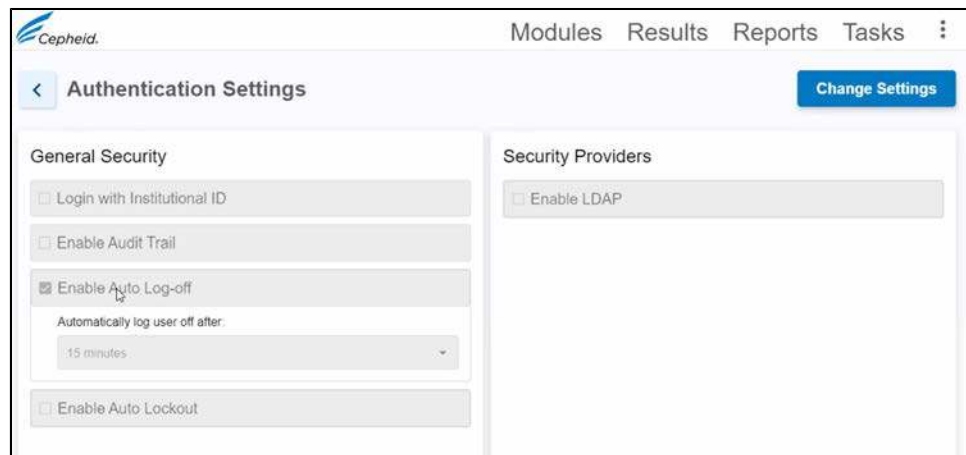 Cepheid.
Modules Results Reports Tasks
Authentication Settings
Change Settings
General Security
Login with Institutional ID
Enable Audit Trail
Enable Auto Log-off
Automatically log user off after:
15 minutes
Enable Auto Lockout
Security Providers
Enable LDAP